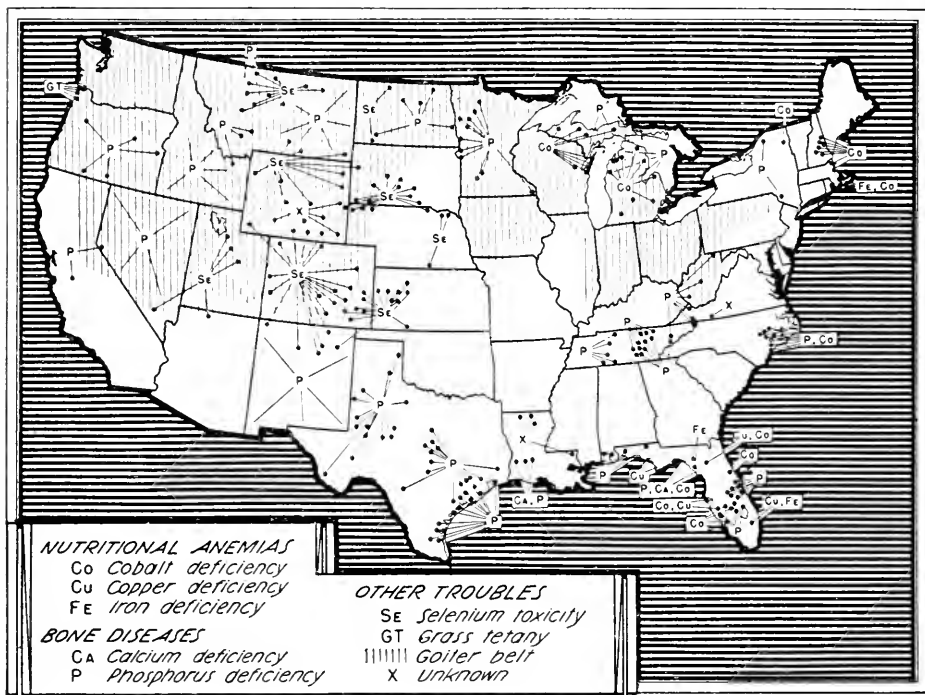 P
GT
SE
SE
P
Co
P
P
P
P
P
Co
Co
P
P
SE
SE
Co
P
Fe, Co
X
SE
P
P
SE
SE
SE
P
X
P
P, Co
P
P
P
P
X
FE
Cu, Co
Co
P
Cu
P
P, CA, Co
CA, P
Co, Cu
Cu, FE
P
Co
P
NUTRITIONAL ANEMIAS
Co Cobalt deficiency
Cu Copper deficiency
FE Iron deficiency
BONE DISEASES
CA Calcium deficiency
P Phosphorus deficiency
OTHER TROUBLES
SE Selenium toxicity
GT Grass tetany
Goiter belt
X Unknown